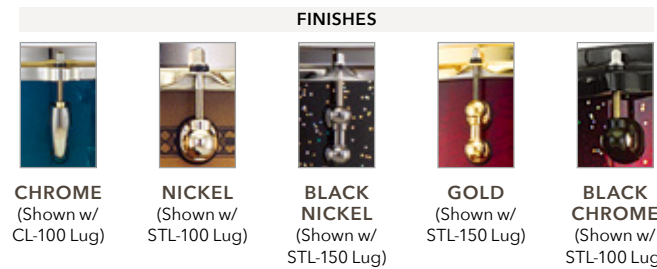 FINISHES
CHROME
(Shown w/
CL-100 Lug)
NICKEL
(Shown w/
STL-100 Lug)
BLACK
NICKEL
(Shown w/
STL-150 Lug)
GOLD
(Shown w/
STL-150 Lug)
BLACK
CHROME
(Shown w/
STL-100 Lug